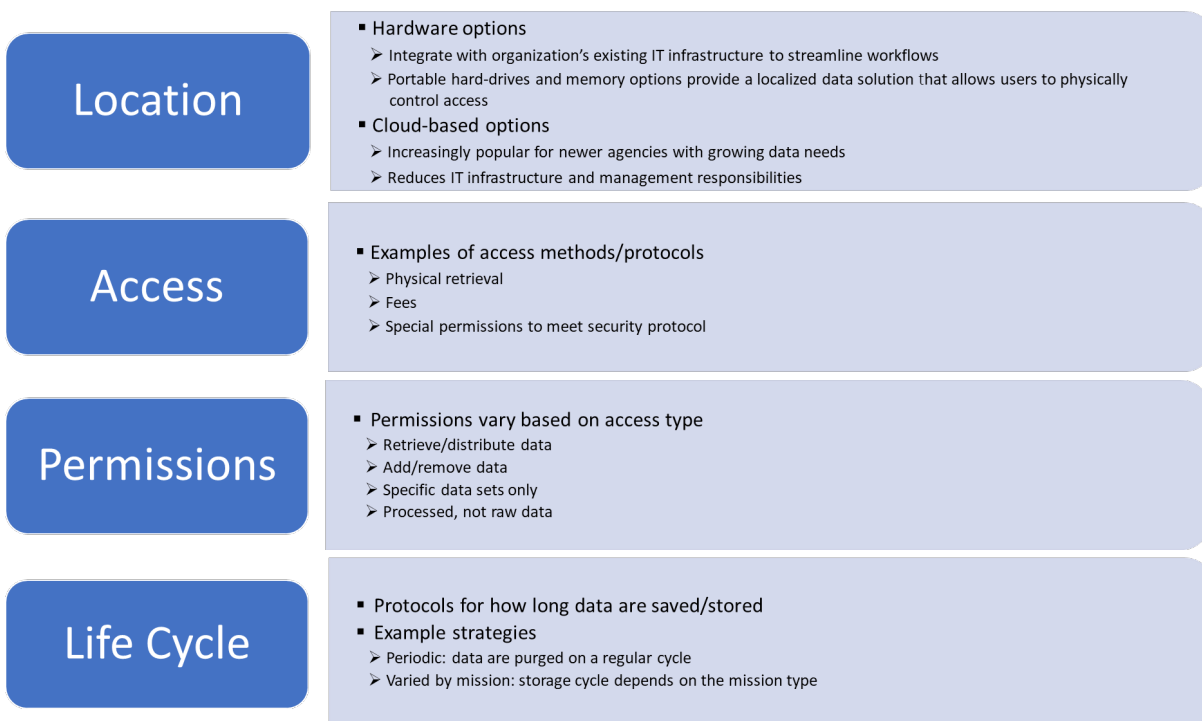 Location
▪ Hardware options
➢ Integrate with organization’s existing IT infrastructure to streamline workflows
➢ Portable hard-drives and memory options provide a localized data solution that allows users to physically
control access
▪ Cloud-based options
➢ Increasingly popular for newer agencies with growing data needs
➢ Reduces IT infrastructure and management responsibilities
Access
▪ Examples of access methods/protocols
➢ Physical retrieval
➢ Fees
➢ Special permissions to meet security protocol
Permissions
▪ Permissions vary based on access type
➢ Retrieve/distribute data
➢ Add/remove data
➢ Specific data sets only
➢ Processed, not raw data
Life Cycle
▪ Protocols for how long data are saved/stored
▪ Example strategies
➢ Periodic: data are purged on a regular cycle
➢ Varied by mission: storage cycle depends on the mission type